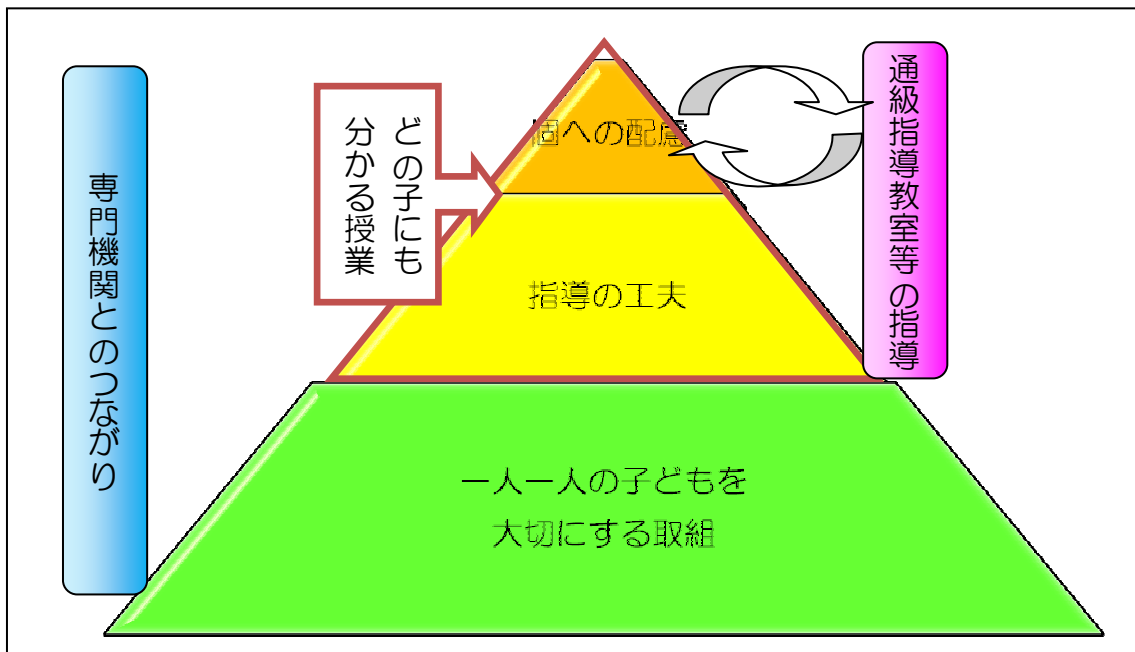 専門機関とのつながり
どの子にも
分かる授業
個への配慮
指導の工夫
一人一人の子どもを
大切にする取組
通級指導教室等の指導